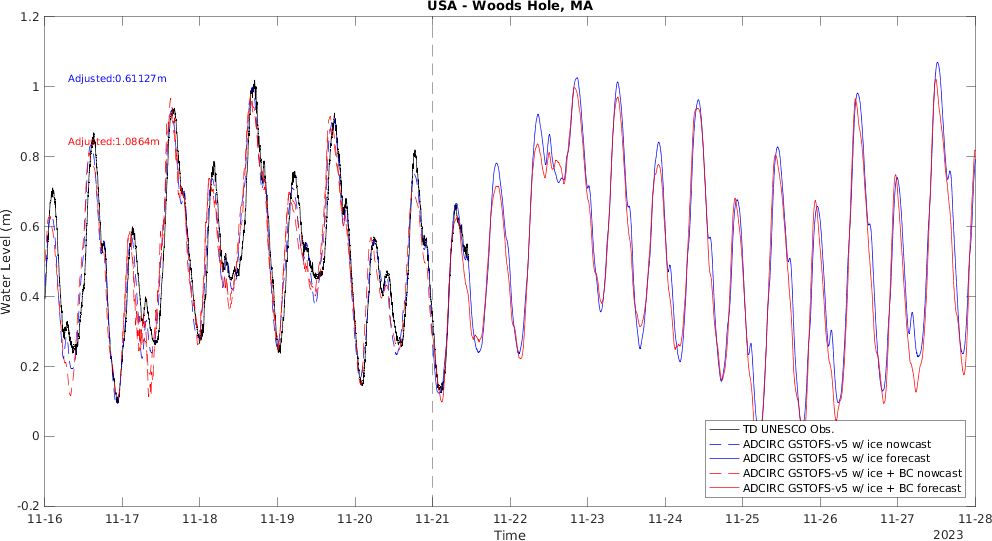 USA - Woods Hole, MA
1.2
1
0.8
0.6
0.4
0.2
0
-0.2
Water Level (m)
Adjusted:0.61127m
Adjusted:1.0864m
TD UNESCO Obs.
ADCIRC GSTOFS-v5 w/ ice nowcast
ADCIRC GSTOFS-v5 w/ ice forecast
ADCIRC GSTOFS-v5 w/ ice + BC nowcast
ADCIRC GSTOFS-v5 w/ ice + BC forecast
11-16 11-17 11-18 11-19 11-20 11-21 11-22 11-23 11-24 11-25 11-26 11-27 11-28
Time
2023